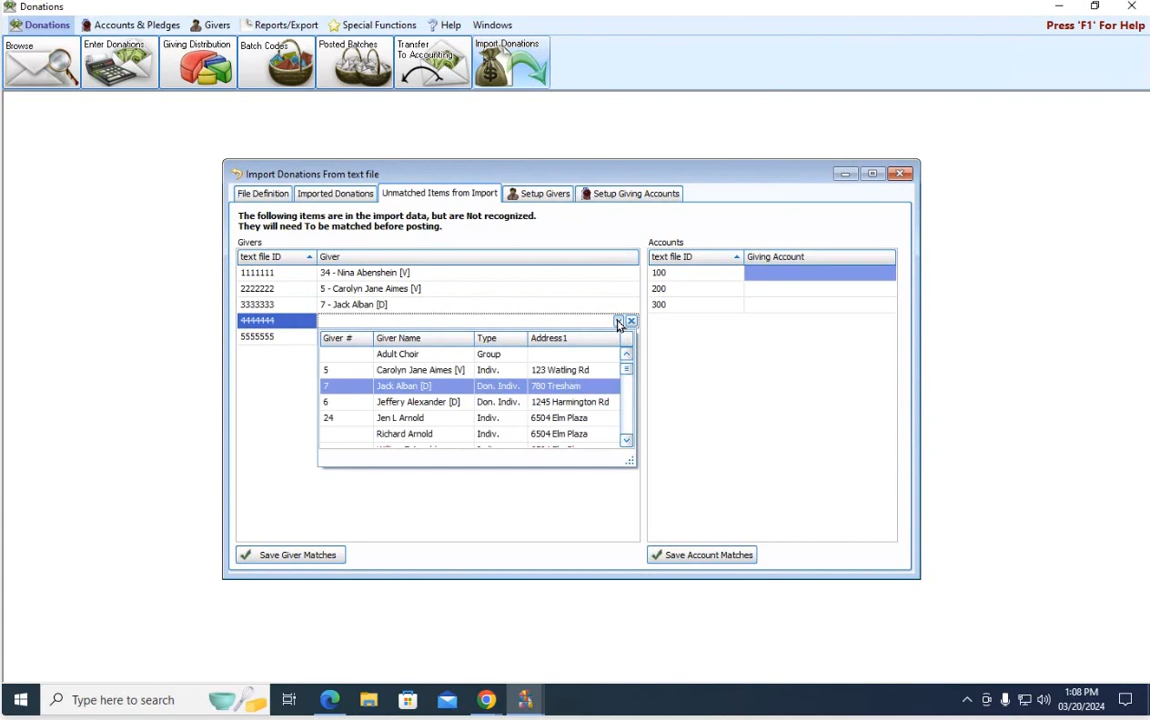 Donations
Donations Accounts & Pledges Givers Reports/Export Special Functions Help Windows Press 'F1' For Help
Browse Enter Donations Giving Distribution Batch Codes Posted Batches Transfer To Accounting Import Donations
Import Donations From text file
File Definition Imported Donations Unmatched Items from Import Setup Givers Setup Giving Accounts
The following items are in the import data, but are Not recognized.
They will need To be matched before posting.
Givers Accounts
text file ID Giver text file ID Giving Account
1111111 34 - Nina Abenshein [V] 100
2222222 5 - Carolyn Jane Aimes [V] 200
3333333 7 - Jack Alban [D] 300
4444444
5555555 Giver # Giver Name Type Address1
Adult Choir Group
5 Carolyn Jane Aimes [V] Indiv. 123 Watling Rd
7 Jack Alban [D] Don. Indiv. 780 Tresham
6 Jeffery Alexander [D] Don. Indiv. 1245 Harmington Rd
24 Jen L Arnold Indiv. 6504 Elm Plaza
Richard Arnold Indiv. 6504 Elm Plaza
Save Giver Matches Save Account Matches
Type here to search
1:08 PM
03/20/2024